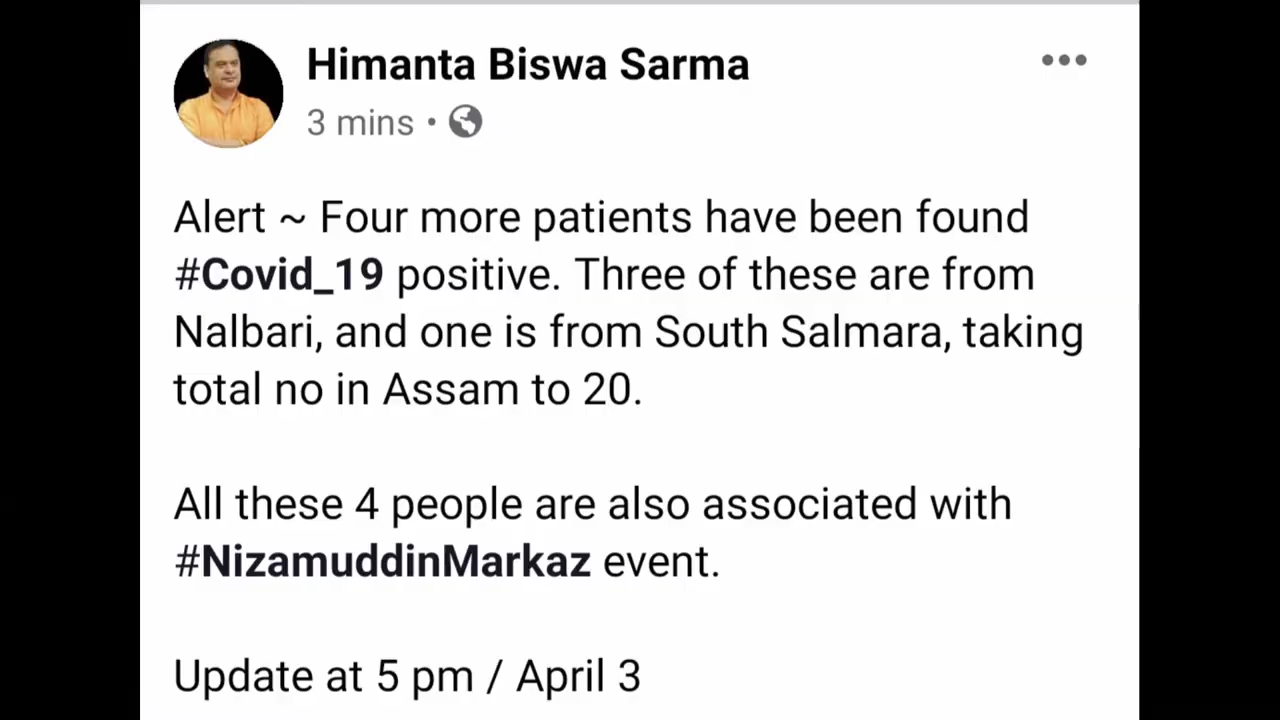 Himanta Biswa Sarma
3 mins •
Alert ~ Four more patients have been found
#Covid_19 positive. Three of these are from
Nalbari, and one is from South Salmara, taking
total no in Assam to 20.
All these 4 people are also associated with
#NizamuddinMarkaz event.
Update at 5 pm / April 3